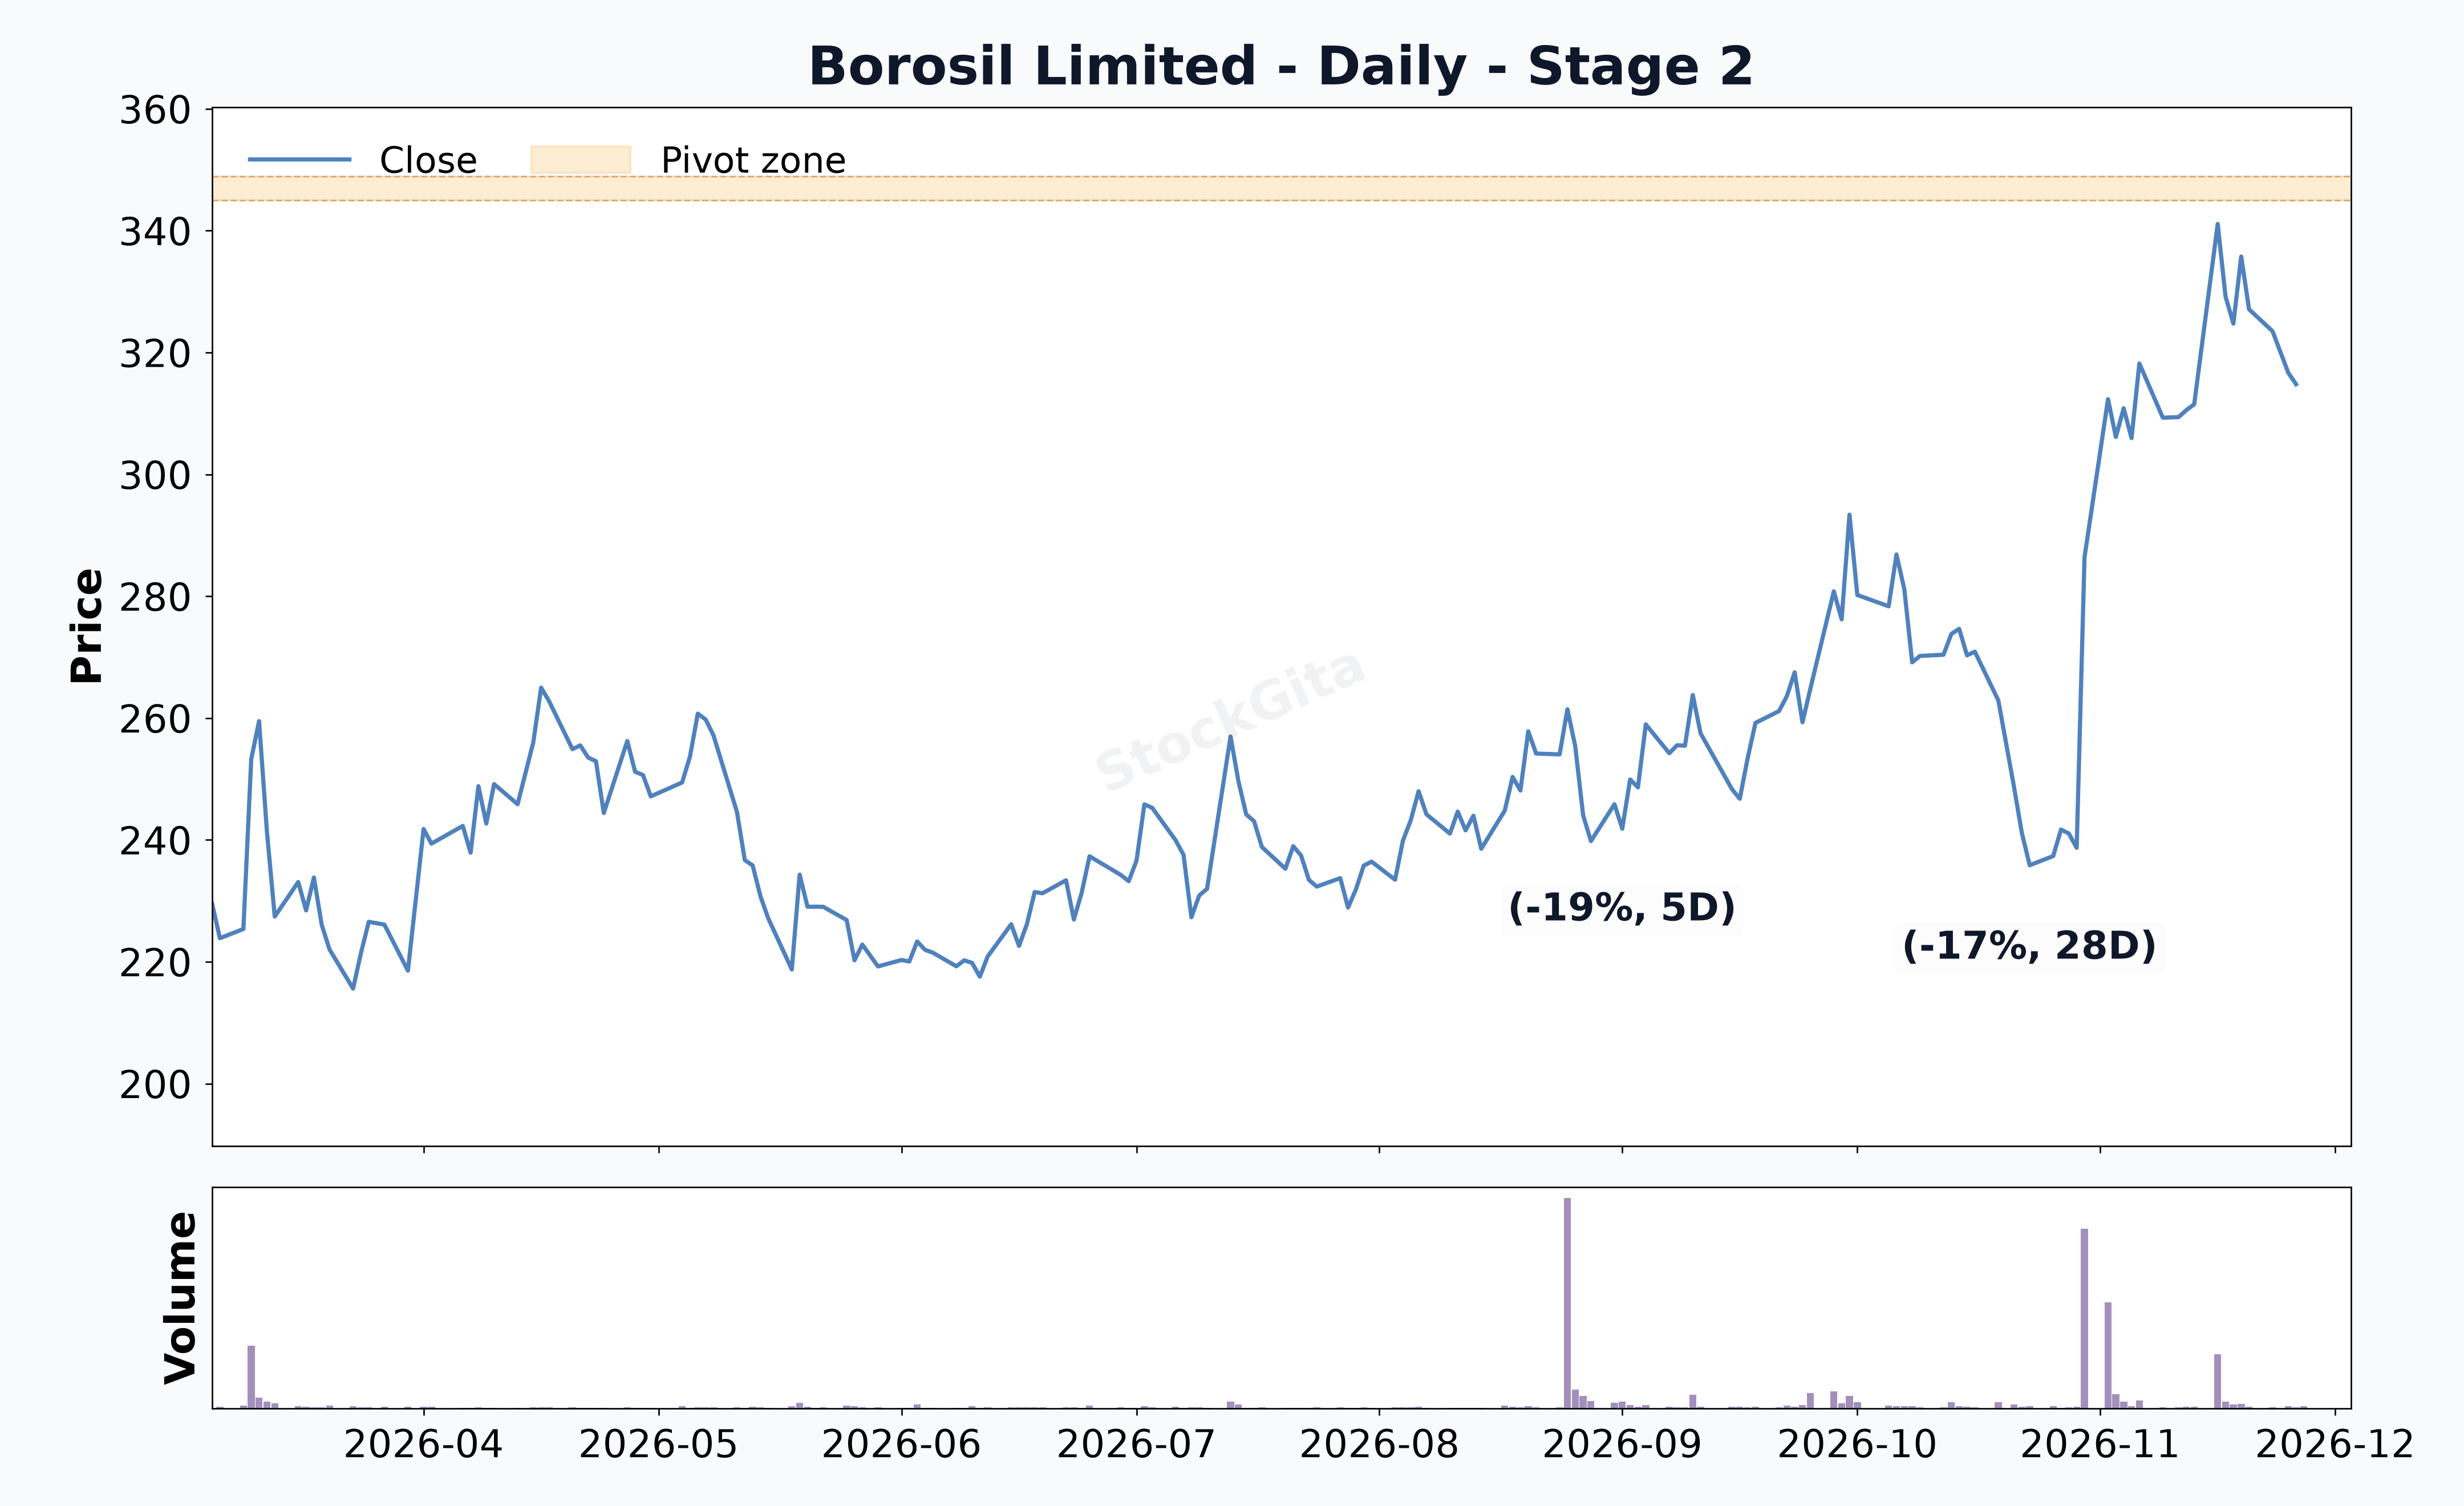 Borosil Limited - Daily - Stage 2
Close
Pivot zone
Price
360
340
320
300
280
260
240
220
200
StockGita
(-19%, 5D)
(-17%, 28D)
Volume
2026-04
2026-05
2026-06
2026-07
2026-08
2026-09
2026-10
2026-11
2026-12